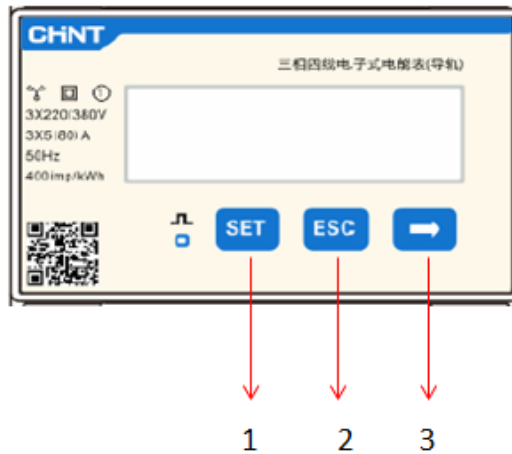 CHINT
三相四线电子式电能表(导轨)
3X220/380V
3X5(80)A
50Hz
400imp/kWh
SET
ESC
1
2
3